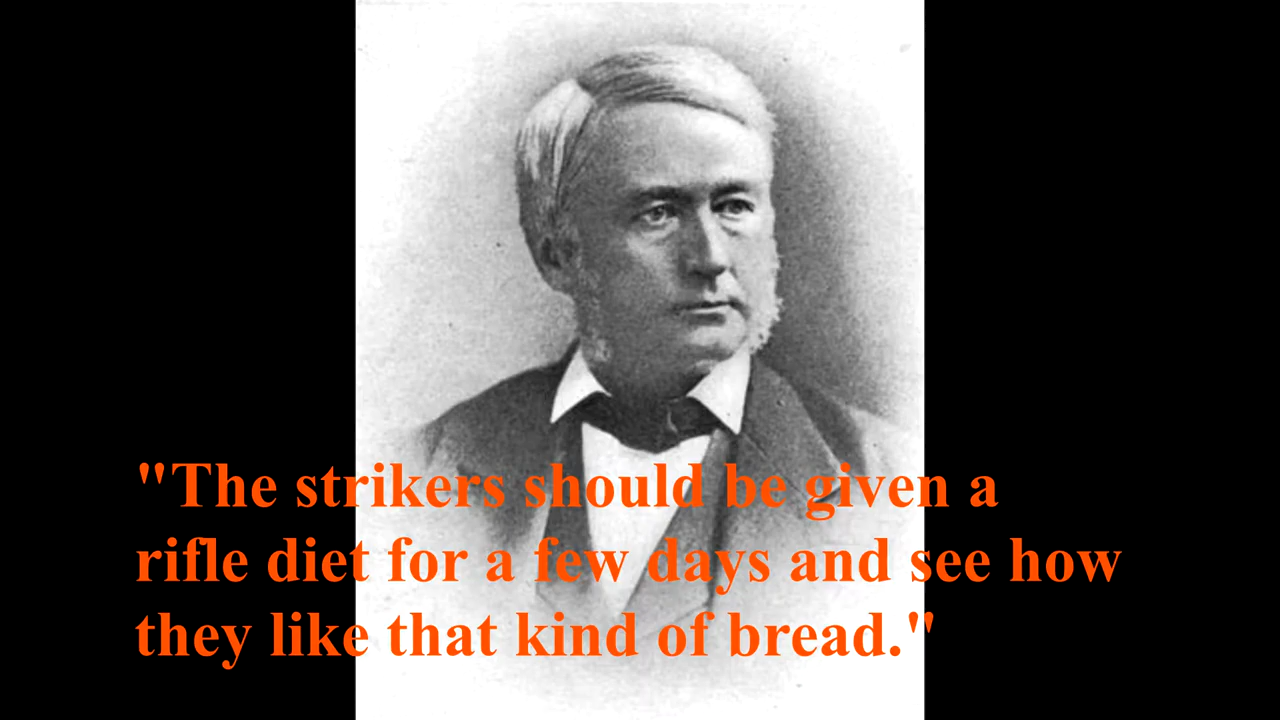 "The strikers should be given a
rifle diet for a few days and see how
they like that kind of bread."